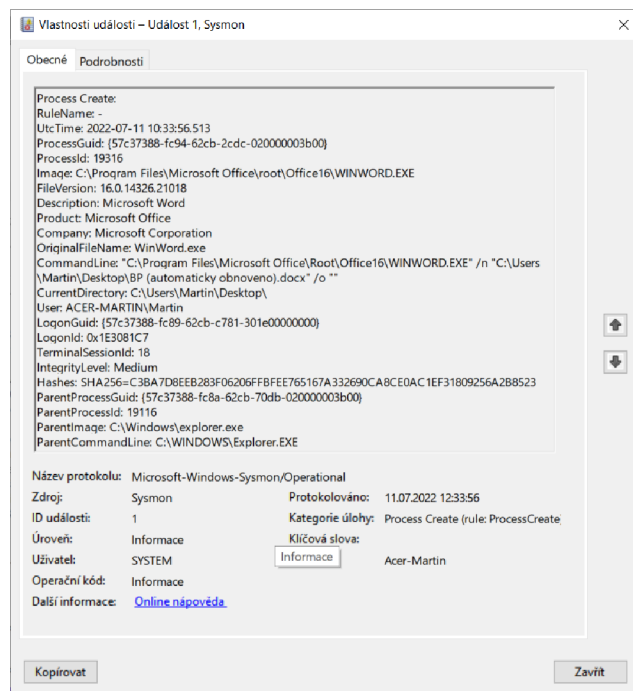 Vlastnosti události – Událost 1, Sysmon
Obecné Podrobnosti
Process Create:
RuleName: -
UtcTime: 2022-07-11 10:33:56.513
ProcessGuid: {57c37388-fc94-62cb-2cdc-020000003b00}
ProcessId: 19316
Image: C:\Program Files\Microsoft Office\root\Office16\WINWORD.EXE
FileVersion: 16.0.14326.21018
Description: Microsoft Word
Product: Microsoft Office
Company: Microsoft Corporation
OriginalFileName: WinWord.exe
CommandLine: "C:\Program Files\Microsoft Office\Root\Office16\WINWORD.EXE" /n "C:\Users
\Martin\Desktop\BP (automaticky obnoveno).docx" /o ""
CurrentDirectory: C:\Users\Martin\Desktop\
User: ACER-MARTIN\Martin
LogonGuid: {57c37388-fc89-62cb-c781-301e00000000}
LogonId: 0x1E3081C7
TerminalSessionId: 18
IntegrityLevel: Medium
Hashes: SHA256=C3BA7D8EEB283F06206FFBFEE765167A332690CA8CE0AC1EF31809256A2B8523
ParentProcessGuid: {57c37388-fc8a-62cb-70db-020000003b00}
ParentProcessId: 19116
ParentImage: C:\Windows\explorer.exe
ParentCommandLine: C:\WINDOWS\Explorer.EXE
Název protokolu: Microsoft-Windows-Sysmon/Operational
Zdroj: Sysmon Protokolováno: 11.07.2022 12:33:56
ID události: 1 Kategorie úlohy: Process Create (rule: ProcessCreate)
Úroveň: Informace Klíčová slova:
Uživatel: SYSTEM Informace Acer-Martin
Operační kód: Informace
Další informace: Online nápověda
Kopírovat Zavřít